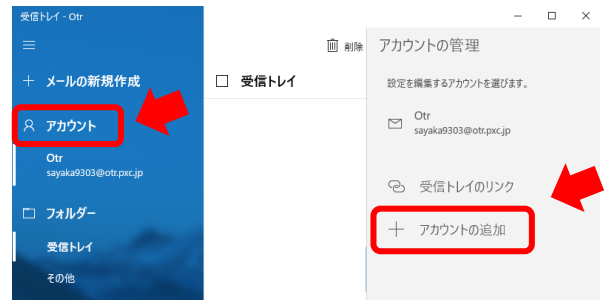 受信トレイ - Otr
メールの新規作成
アカウント
Otr
sayaka9303@otr.pxc.jp
フォルダー
受信トレイ
その他
削除
受信トレイ
アカウントの管理
設定を編集するアカウントを選びます。
Otr
sayaka9303@otr.pxc.jp
受信トレイのリンク
アカウントの追加